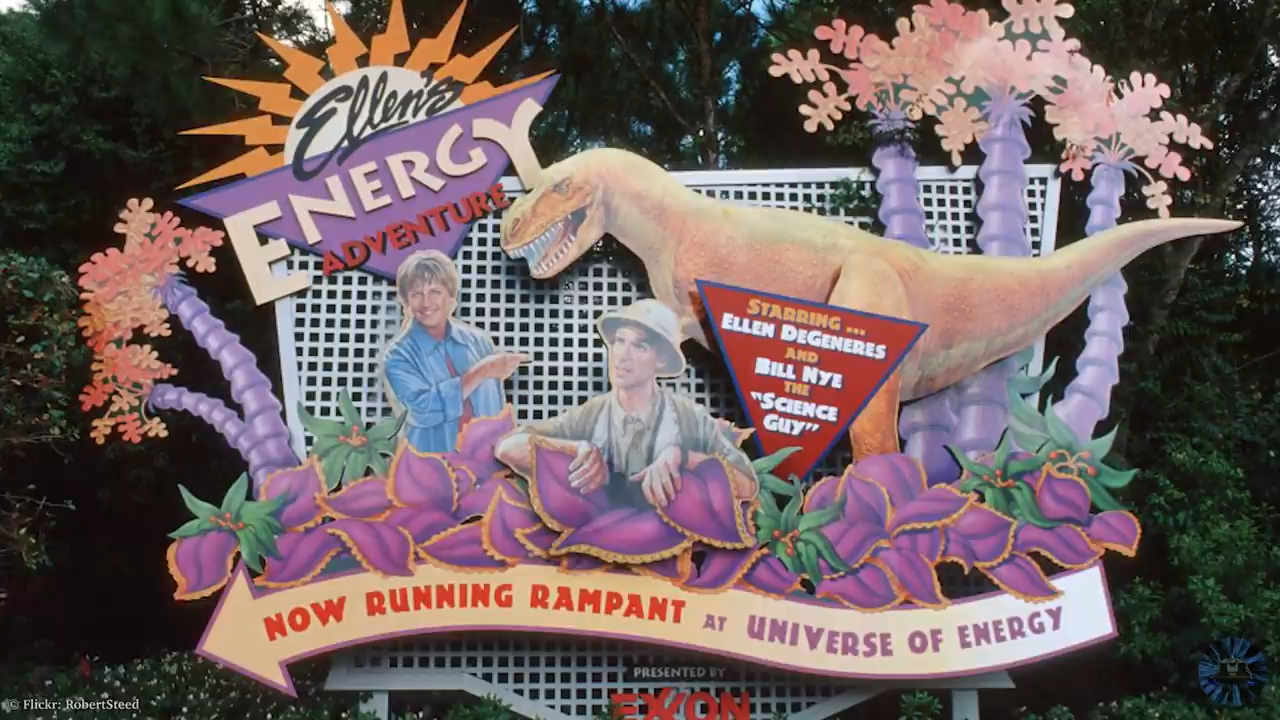 Ellen's
ENERGY
ADVENTURE
STARRING ...
ELLEN DEGENERES
AND
BILL NYE
THE
"SCIENCE
GUY"
NOW RUNNING RAMPANT AT UNIVERSE OF ENERGY
PRESENTED BY
EXXON
© Flickr: RobertSteed